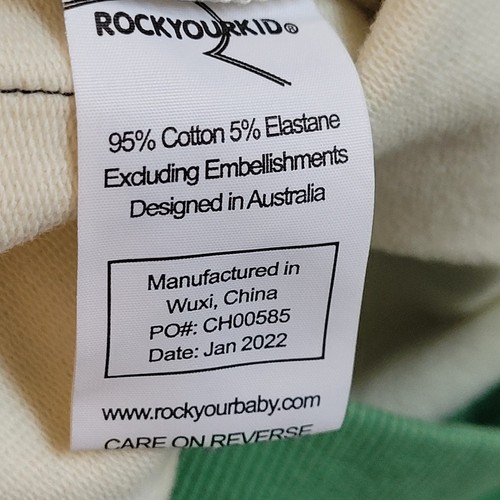 ROCKYOURKID®
95% Cotton 5% Elastane
Excluding Embellishments
Designed in Australia
Manufactured in
Wuxi, China
PO#: CH00585
Date: Jan 2022
www.rockyourbaby.com
CARE ON REVERSE